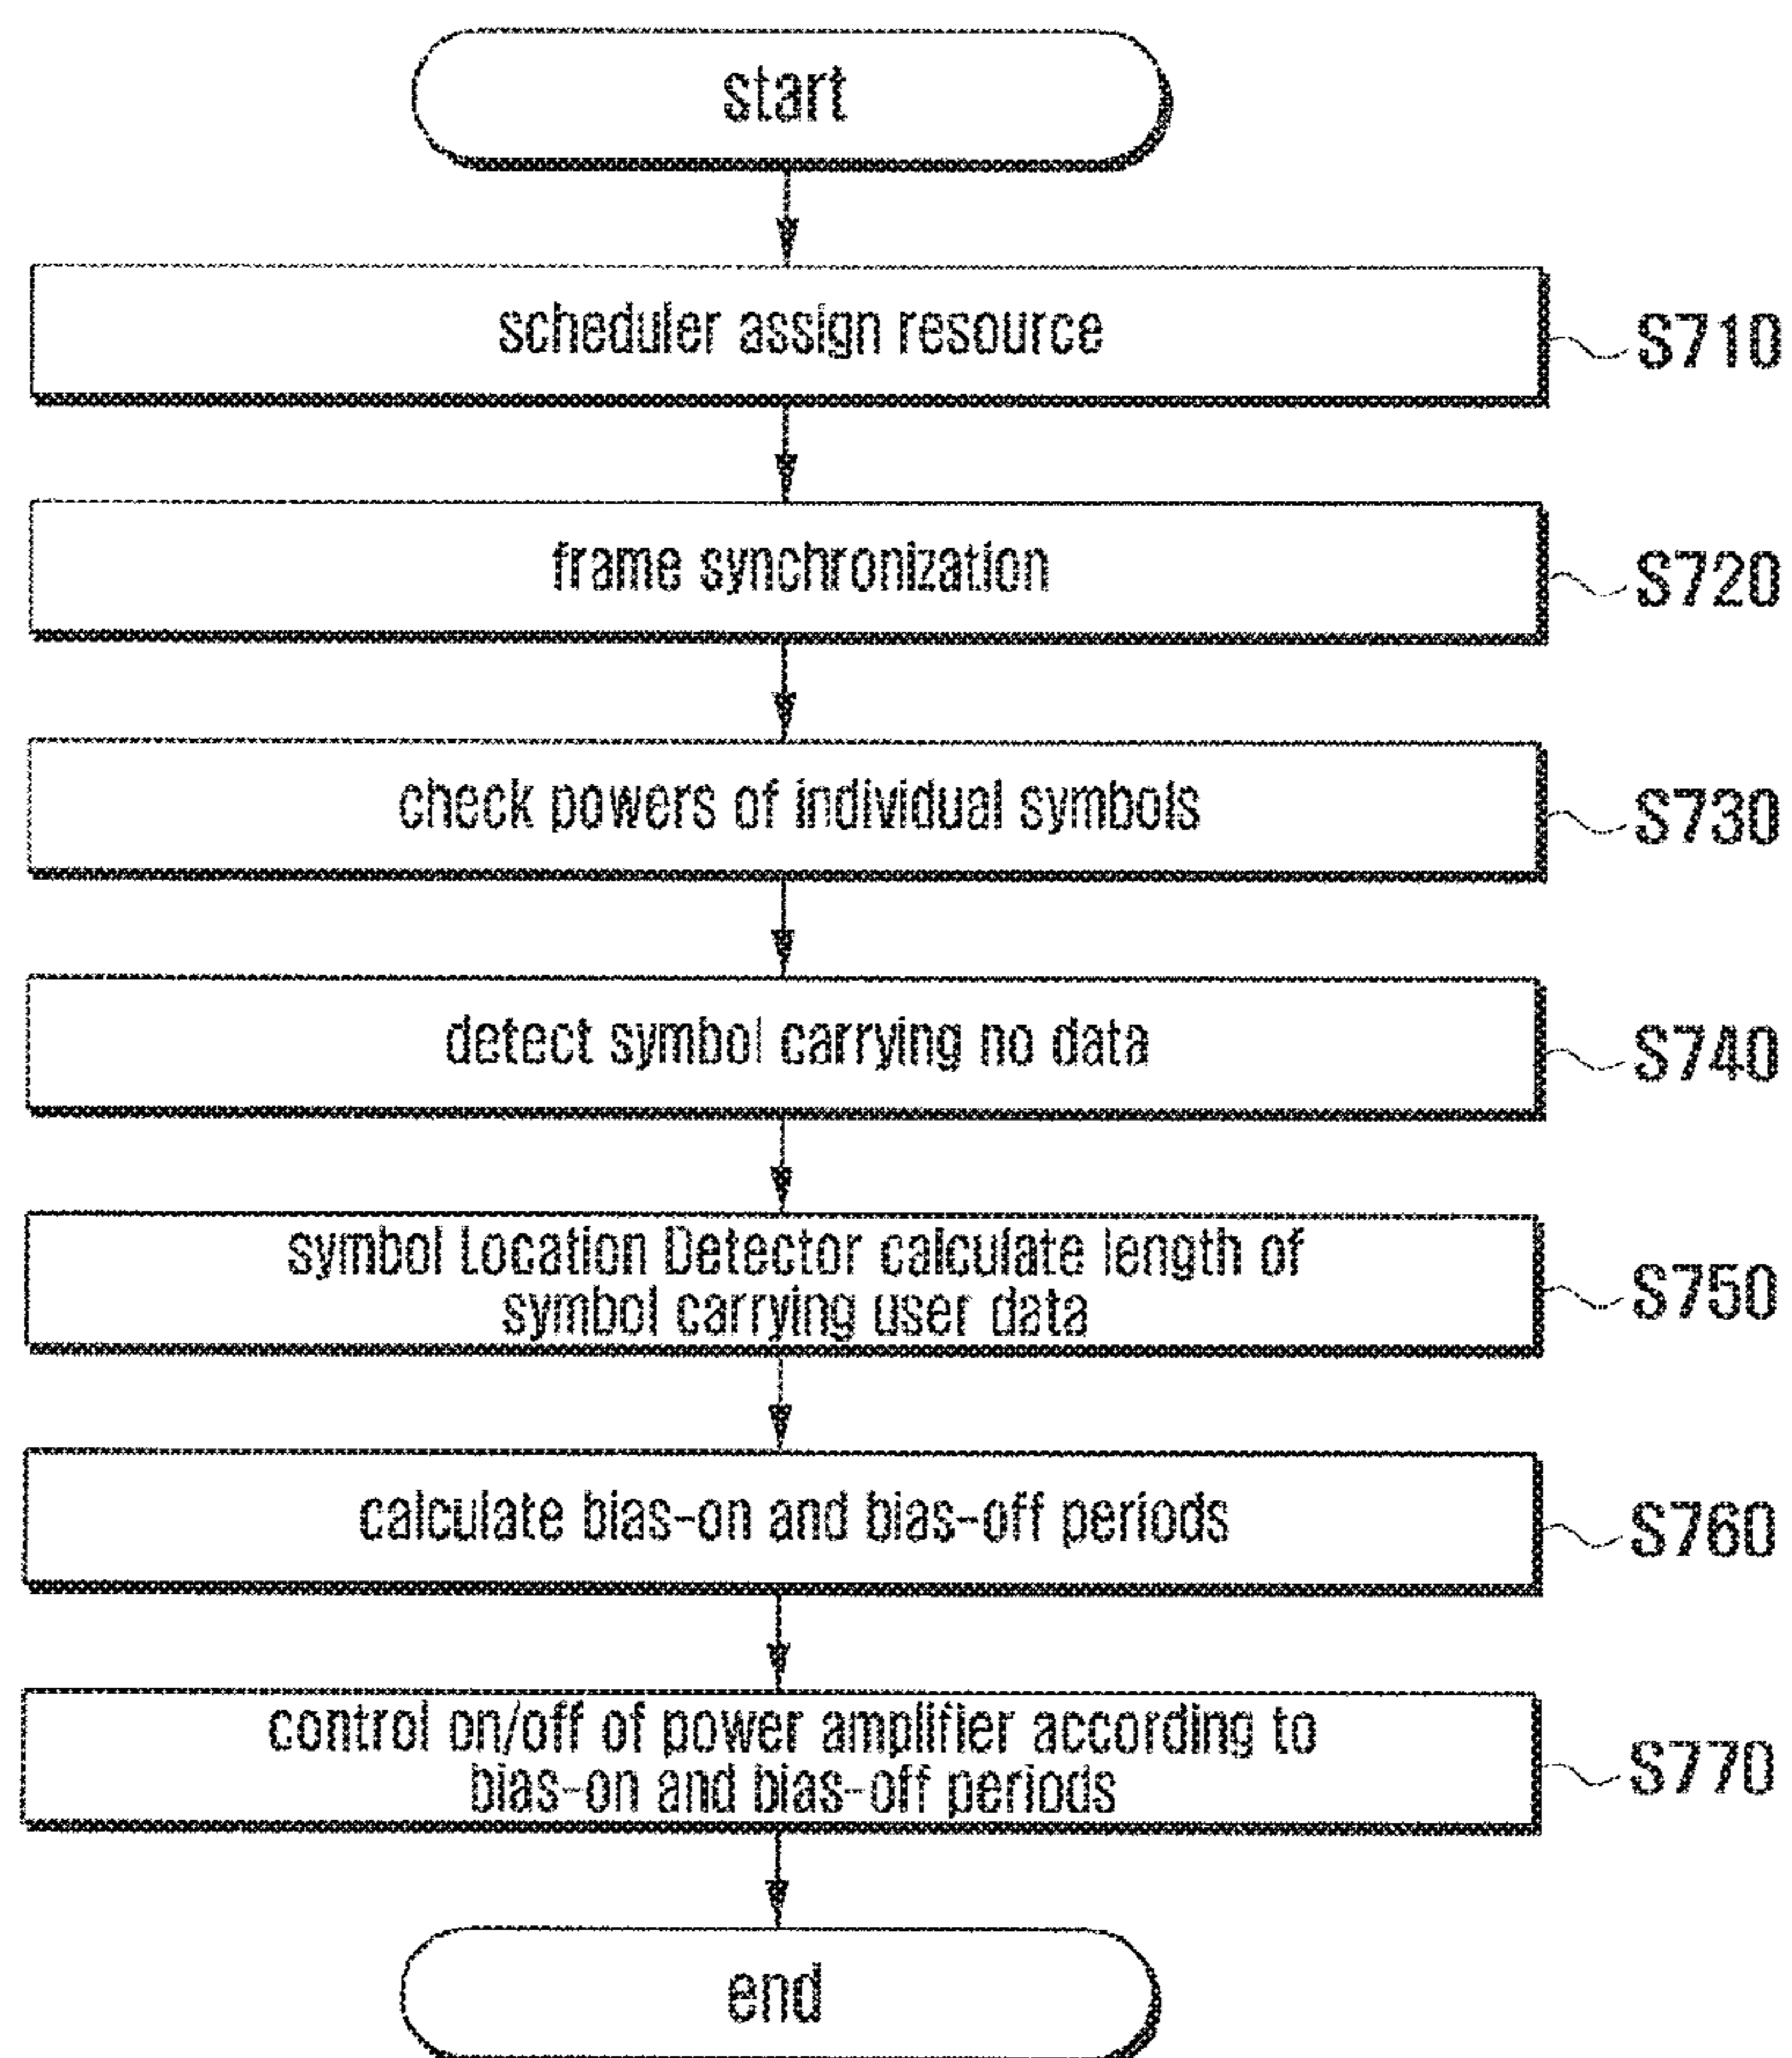 start
scheduler assign resource
S710
frame synchronization
S720
check powers of individual symbols
S730
detect symbol carrying no data
S740
symbol Location Detector calculate length of
symbol carrying user data
S750
calculate bias-on and bias-off periods
S760
control on/off of power amplifier according to
bias-on and bias-off periods
S770
end